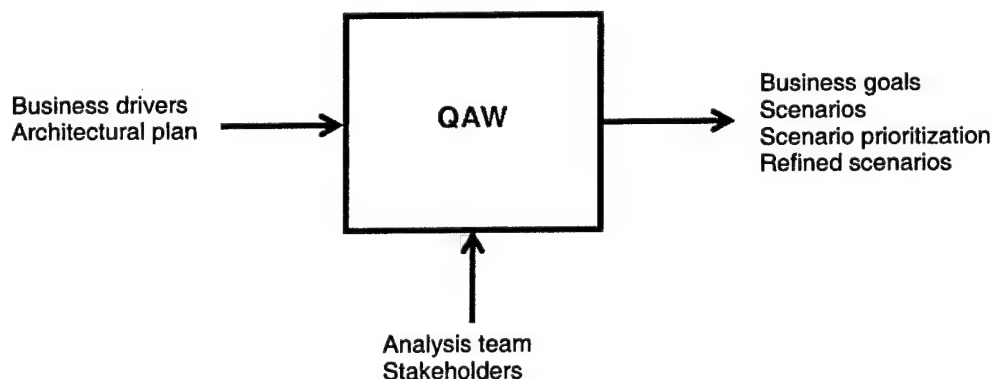 Business drivers
Architectural plan
QAW
Business goals
Scenarios
Scenario prioritization
Refined scenarios
Analysis team
Stakeholders